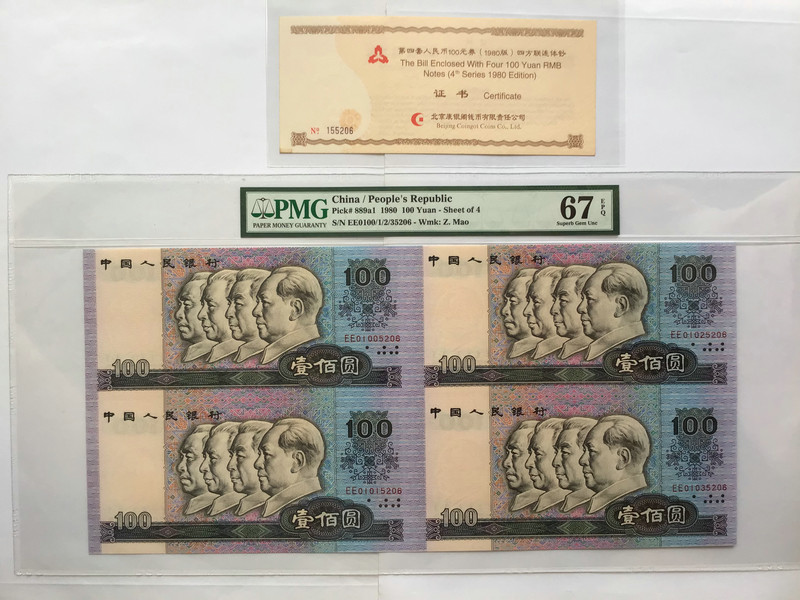 第四套人民币100元券（1980版）四方联连体钞
The Bill Enclosed With Four 100 Yuan RMB
Notes (4th Series 1980 Edition)
证书 Certificate
北京康银阁钱币有限责任公司
Beijing Coingot Coins Co., Ltd.
№ 155206
PMG
PAPER MONEY GUARANTY
China / People's Republic
Pick# 889a1 1980 100 Yuan - Sheet of 4
S/N EE0100/1/2/35206 - Wmk: Z. Mao
67 EPQ
Superb Gem Unc
中国人民银行
100
EE01005206
100
壹佰圆
中国人民银行
100
EE01025206
100
壹佰圆
中国人民银行
100
EE01015206
100
壹佰圆
中国人民银行
100
EE01035206
100
壹佰圆